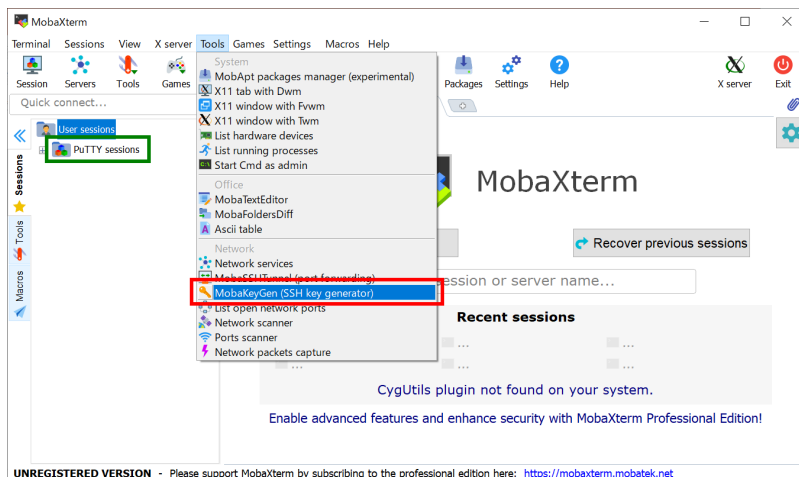 MobaXterm
Terminal Sessions View X server Tools Games Settings Macros Help
Session Servers Tools Games Packages Settings Help X server Exit
Quick connect...
User sessions
PuTTY sessions
Sessions
Tools
Macros
System
MobApt packages manager (experimental)
X11 tab with Dwm
X11 window with Fvwm
X11 window with Twm
List hardware devices
List running processes
Start Cmd as admin
Office
MobaTextEditor
MobaFoldersDiff
Ascii table
Network
Network services
MobaSSHTunnel (port forwarding)
MobaKeyGen (SSH key generator)
List open network ports
Network scanner
Ports scanner
Network packets capture
MobaXterm
Recover previous sessions
ession or server name...
Recent sessions
... ...
... ... ...
CygUtils plugin not found on your system.
Enable advanced features and enhance security with MobaXterm Professional Edition!
UNREGISTERED VERSION - Please support MobaXterm by subscribing to the professional edition here: https://mobaxterm.mobatek.net